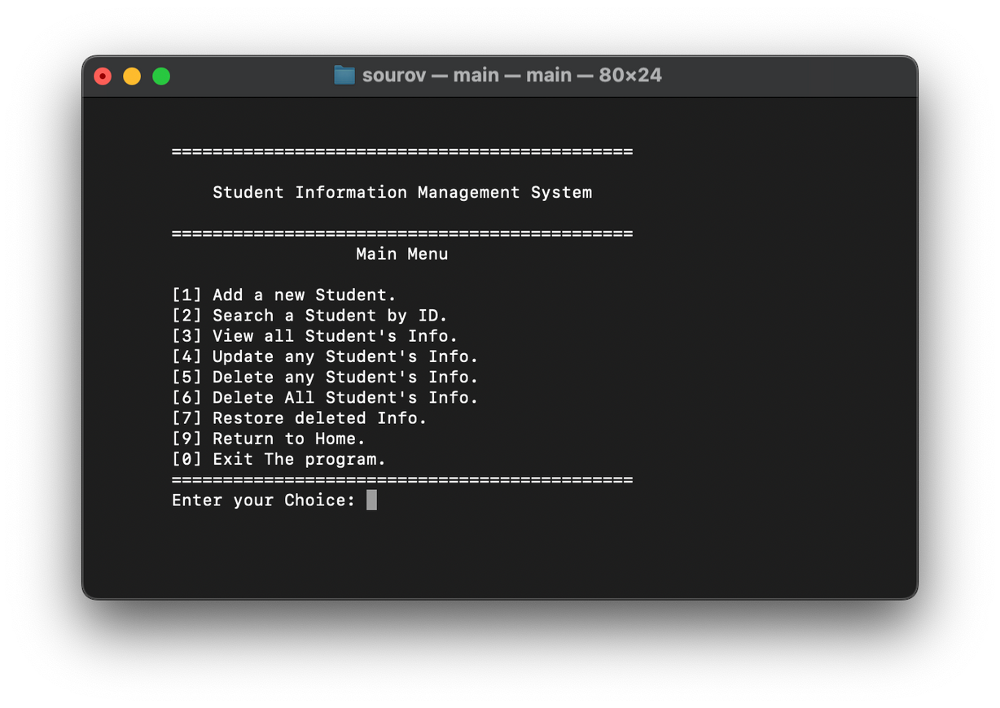 sourov — main — main — 80×24
=============================================
Student Information Management System
=============================================
Main Menu
[1] Add a new Student.
[2] Search a Student by ID.
[3] View all Student's Info.
[4] Update any Student's Info.
[5] Delete any Student's Info.
[6] Delete All Student's Info.
[7] Restore deleted Info.
[9] Return to Home.
[0] Exit The program.
=============================================
Enter your Choice: